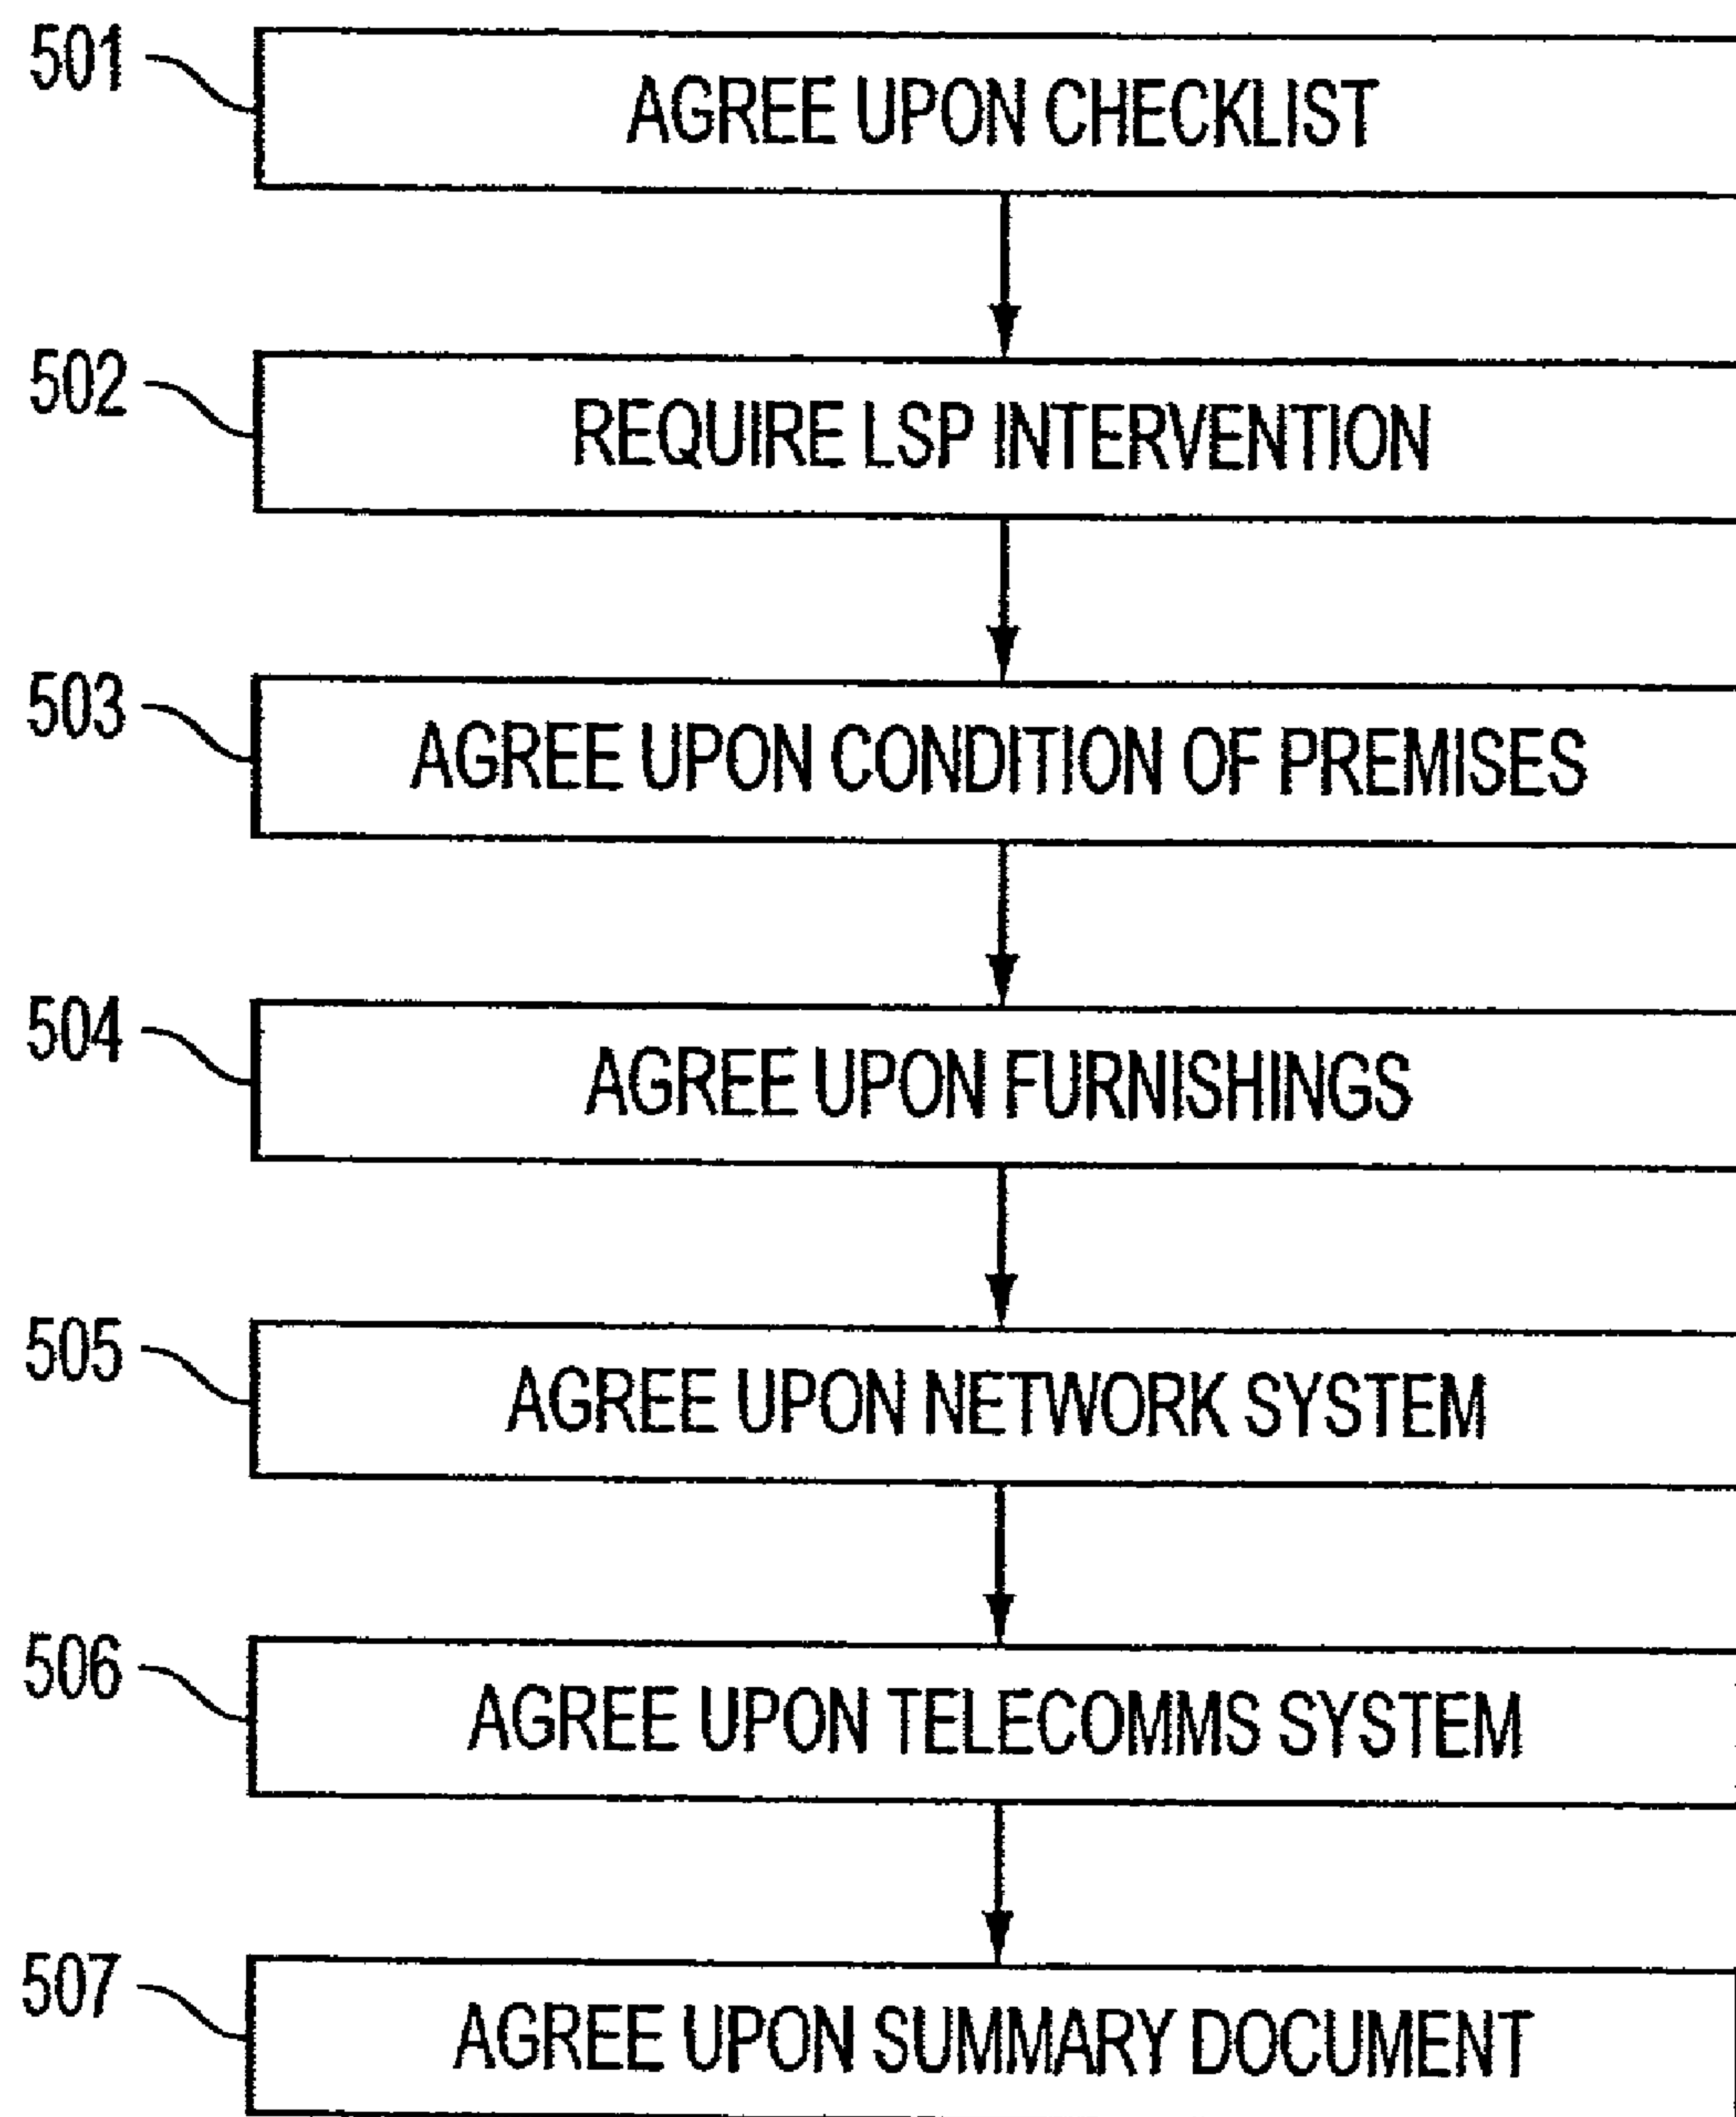 501 AGREE UPON CHECKLIST
502 REQUIRE LSP INTERVENTION
503 AGREE UPON CONDITION OF PREMISES
504 AGREE UPON FURNISHINGS
505 AGREE UPON NETWORK SYSTEM
506 AGREE UPON TELECOMMS SYSTEM
507 AGREE UPON SUMMARY DOCUMENT